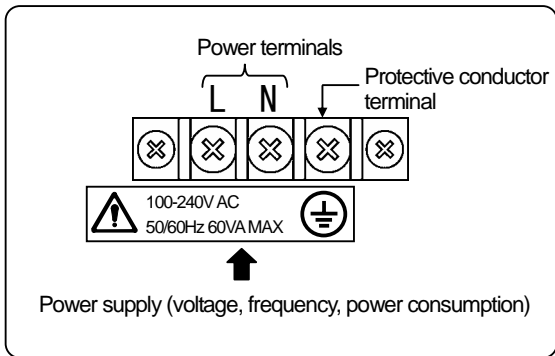 Power terminals
L N
Protective conductor
terminal
100-240V AC
50/60Hz 60VA MAX
Power supply (voltage, frequency, power consumption)